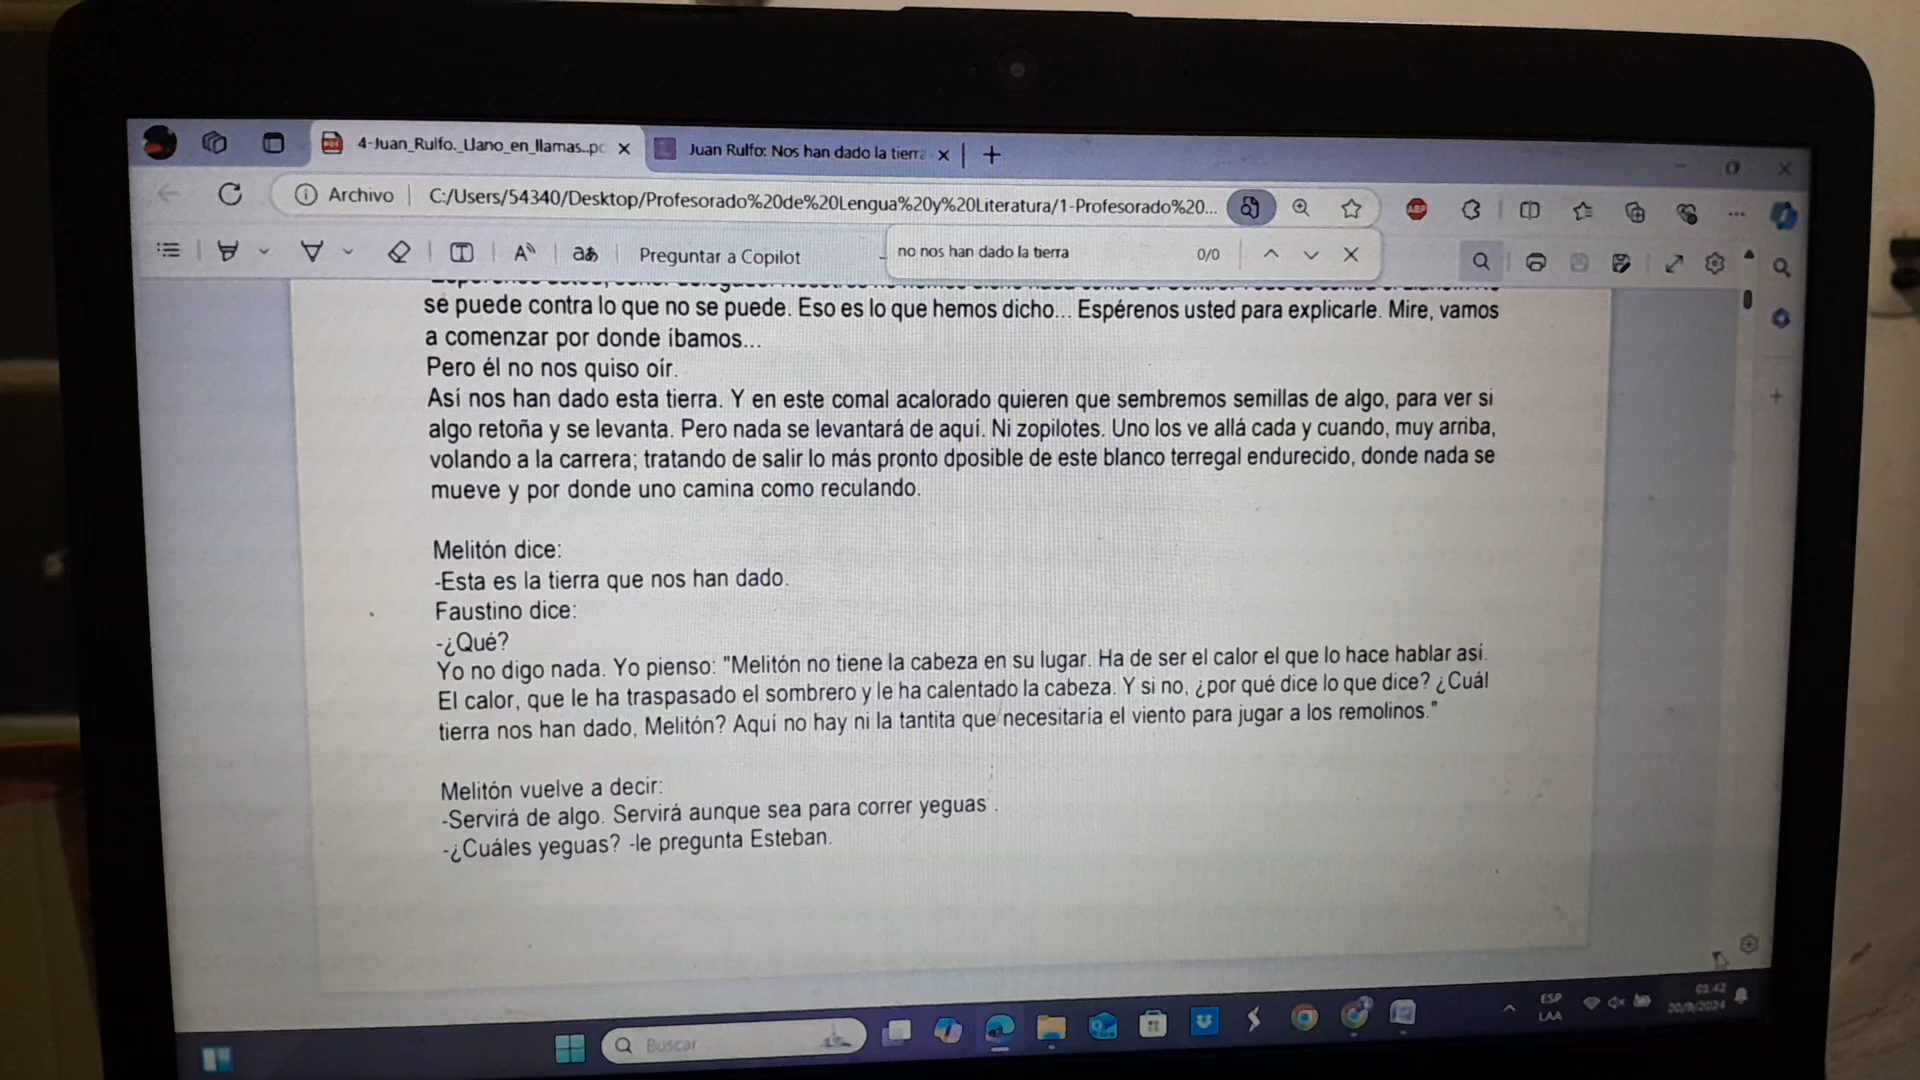 4-Juan_Rulfo._Llano_en_llamas..pc
Juan Rulfo: Nos han dado la tierra
Archivo
C:/Users/54340/Desktop/Profesorado%20de%20Lengua%20y%20Literatura/1-Profesorado%20...
ABP
Preguntar a Copilot
no nos han dado la tierra
0/0
se puede contra lo que no se puede. Eso es lo que hemos dicho... Espérenos usted para explicarle. Mire, vamos
a comenzar por donde íbamos...
Pero él no nos quiso oír.
Así nos han dado esta tierra. Y en este comal acalorado quieren que sembremos semillas de algo, para ver si
algo retoña y se levanta. Pero nada se levantará de aquí. Ni zopilotes. Uno los ve allá cada y cuando, muy arriba,
volando a la carrera; tratando de salir lo más pronto dposible de este blanco terregal endurecido, donde nada se
mueve y por donde uno camina como reculando.
Melitón dice:
-Esta es la tierra que nos han dado.
Faustino dice:
-¿Qué?
Yo no digo nada. Yo pienso: "Melitón no tiene la cabeza en su lugar. Ha de ser el calor el que lo hace hablar así.
El calor, que le ha traspasado el sombrero y le ha calentado la cabeza. Y si no, ¿por qué dice lo que dice? ¿Cuál
tierra nos han dado, Melitón? Aquí no hay ni la tantita que necesitaría el viento para jugar a los remolinos."
Melitón vuelve a decir:
-Servirá de algo. Servirá aunque sea para correr yeguas .
-¿Cuáles yeguas? -le pregunta Esteban.
Buscar
ESP
LAA
01:42
20/9/2024